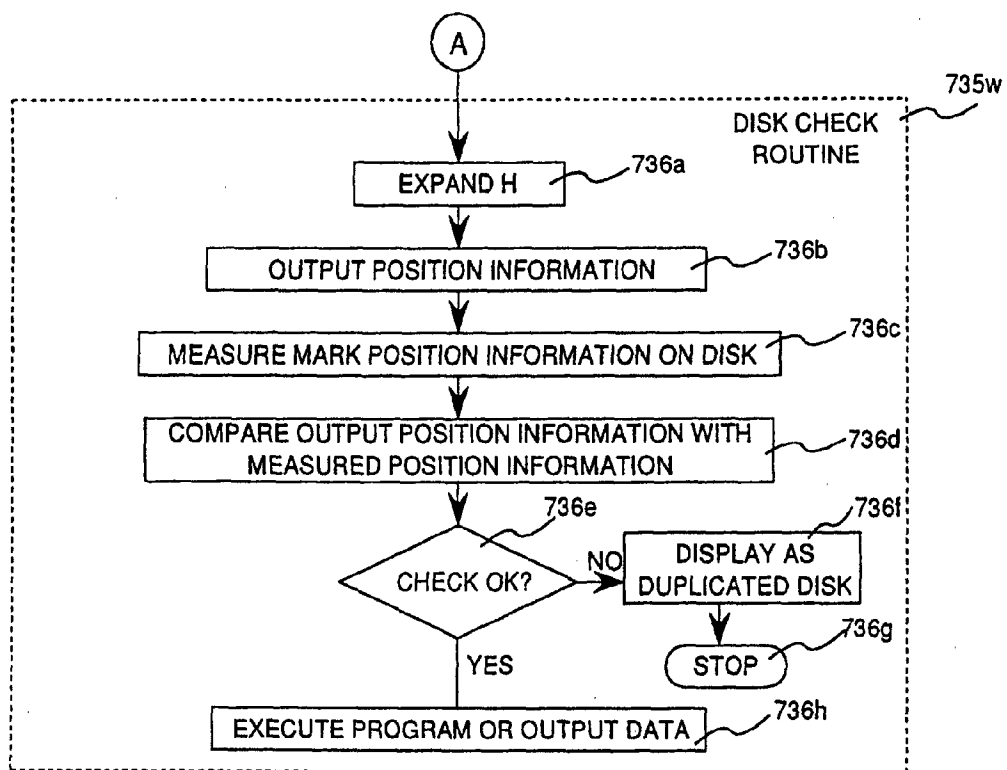 A
735w
DISK CHECK
ROUTINE
736a
EXPAND H
736b
OUTPUT POSITION INFORMATION
736c
MEASURE MARK POSITION INFORMATION ON DISK
COMPARE OUTPUT POSITION INFORMATION WITH
MEASURED POSITION INFORMATION
736d
736e
CHECK OK?
NO
736f
DISPLAY AS
DUPLICATED DISK
736g
STOP
YES
736h
EXECUTE PROGRAM OR OUTPUT DATA